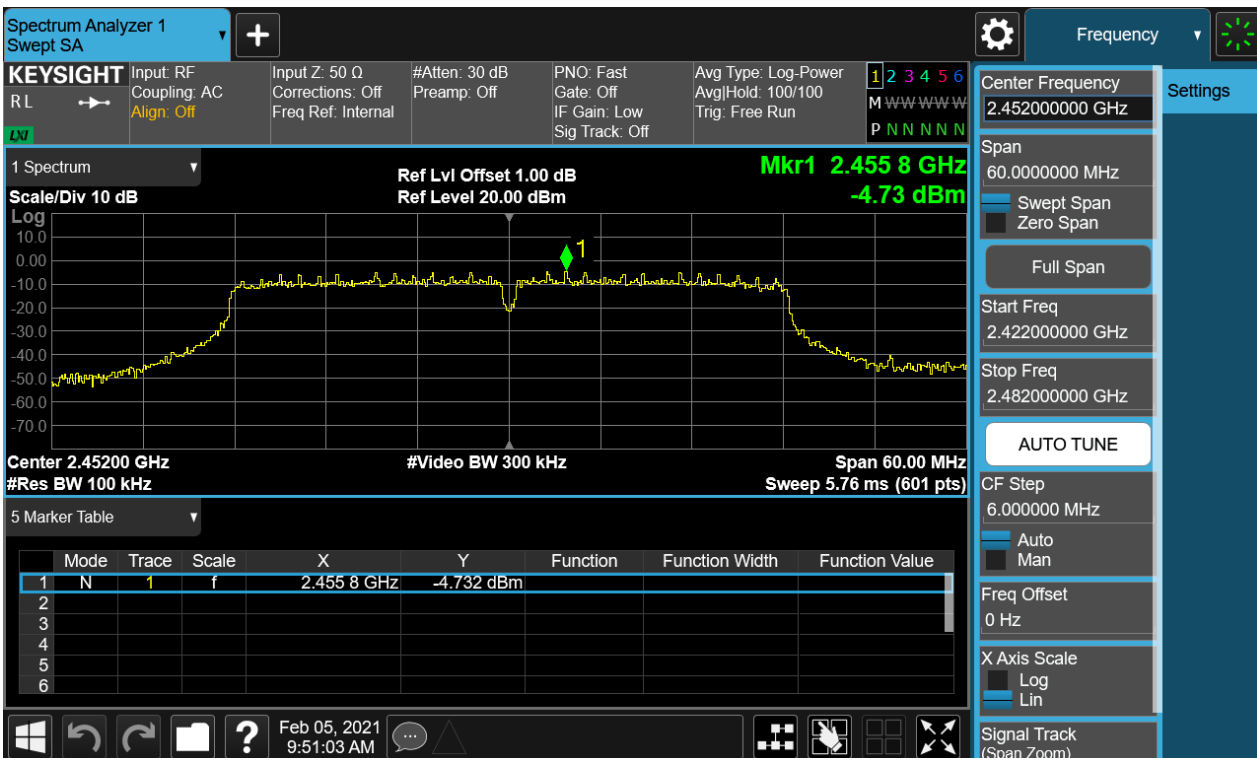 Spectrum Analyzer 1
Swept SA
Frequency
KEYSIGHT
R L
LXI
Input: RF
Coupling: AC
Align: Off
Input Z: 50 Ω
Corrections: Off
Freq Ref: Internal
#Atten: 30 dB
Preamp: Off
PNO: Fast
Gate: Off
IF Gain: Low
Sig Track: Off
Avg Type: Log-Power
Avg|Hold: 100/100
Trig: Free Run
1 2 3 4 5 6
M W W W W W
P N N N N N
1 Spectrum
Scale/Div 10 dB
Ref Lvl Offset 1.00 dB
Ref Level 20.00 dBm
Mkr1 2.455 8 GHz
-4.73 dBm
Log
10.0
0.00
-10.0
-20.0
-30.0
-40.0
-50.0
-60.0
-70.0
1
Center 2.45200 GHz
#Res BW 100 kHz
#Video BW 300 kHz
Span 60.00 MHz
Sweep 5.76 ms (601 pts)
5 Marker Table
Mode Trace Scale X Y Function Function Width Function Value
1 N 1 f 2.455 8 GHz -4.732 dBm
2
3
4
5
6
Feb 05, 2021
9:51:03 AM
Center Frequency
2.452000000 GHz
Settings
Span
60.0000000 MHz
Swept Span
Zero Span
Full Span
Start Freq
2.422000000 GHz
Stop Freq
2.482000000 GHz
AUTO TUNE
CF Step
6.000000 MHz
Auto
Man
Freq Offset
0 Hz
X Axis Scale
Log
Lin
Signal Track
(Span Zoom)